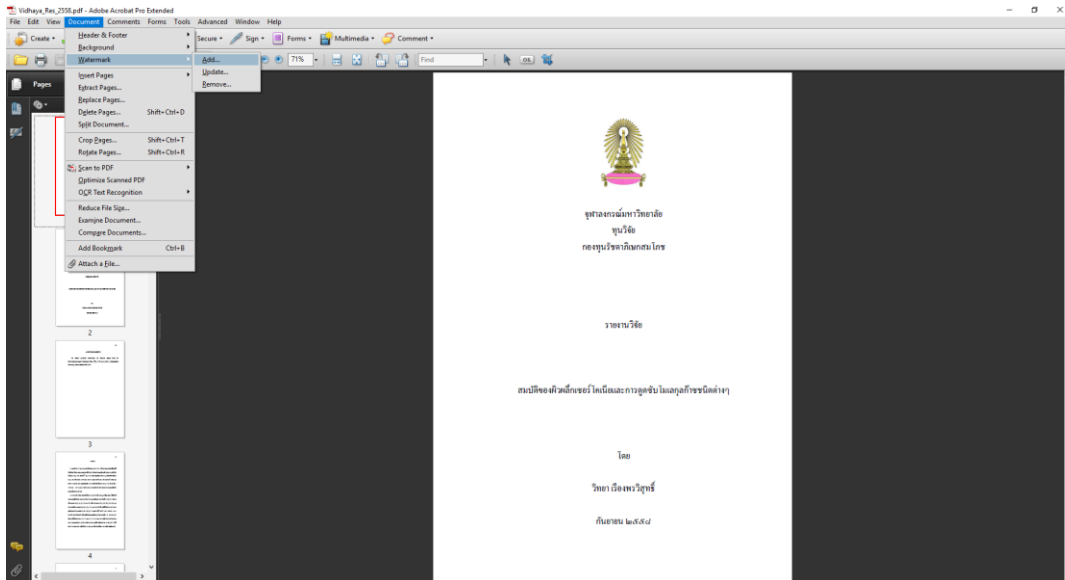 Vidhaya_Res_2558.pdf - Adobe Acrobat Pro Extended
File Edit View Document Comments Forms Tools Advanced Window Help
Create Secure Sign Forms Multimedia Comment
Header & Footer
Background
Watermark
Add...
Update...
Remove...
Insert Pages
Extract Pages...
Replace Pages...
Delete Pages... Shift+Ctrl+D
Split Document...
Crop Pages... Shift+Ctrl+T
Rotate Pages... Shift+Ctrl+R
Scan to PDF
Optimize Scanned PDF
OCR Text Recognition
Reduce File Size...
Examine Document...
Compare Documents...
Add Bookmark Ctrl+B
Attach a File...
71%
Find
Pages
2
3
4
จุฬาลงกรณ์มหาวิทยาลัย
ทุนวิจัย
กองทุนรัชดาภิเษกสมโภช
รายงานวิจัย
สมบัติของผิวผลึกเซอร์โคเนียและการดูดซับโมเลกุลก๊าซชนิดต่างๆ
โดย
วิทยา เรืองพรวิสุทธิ์
กันยายน ๒๕๕๘